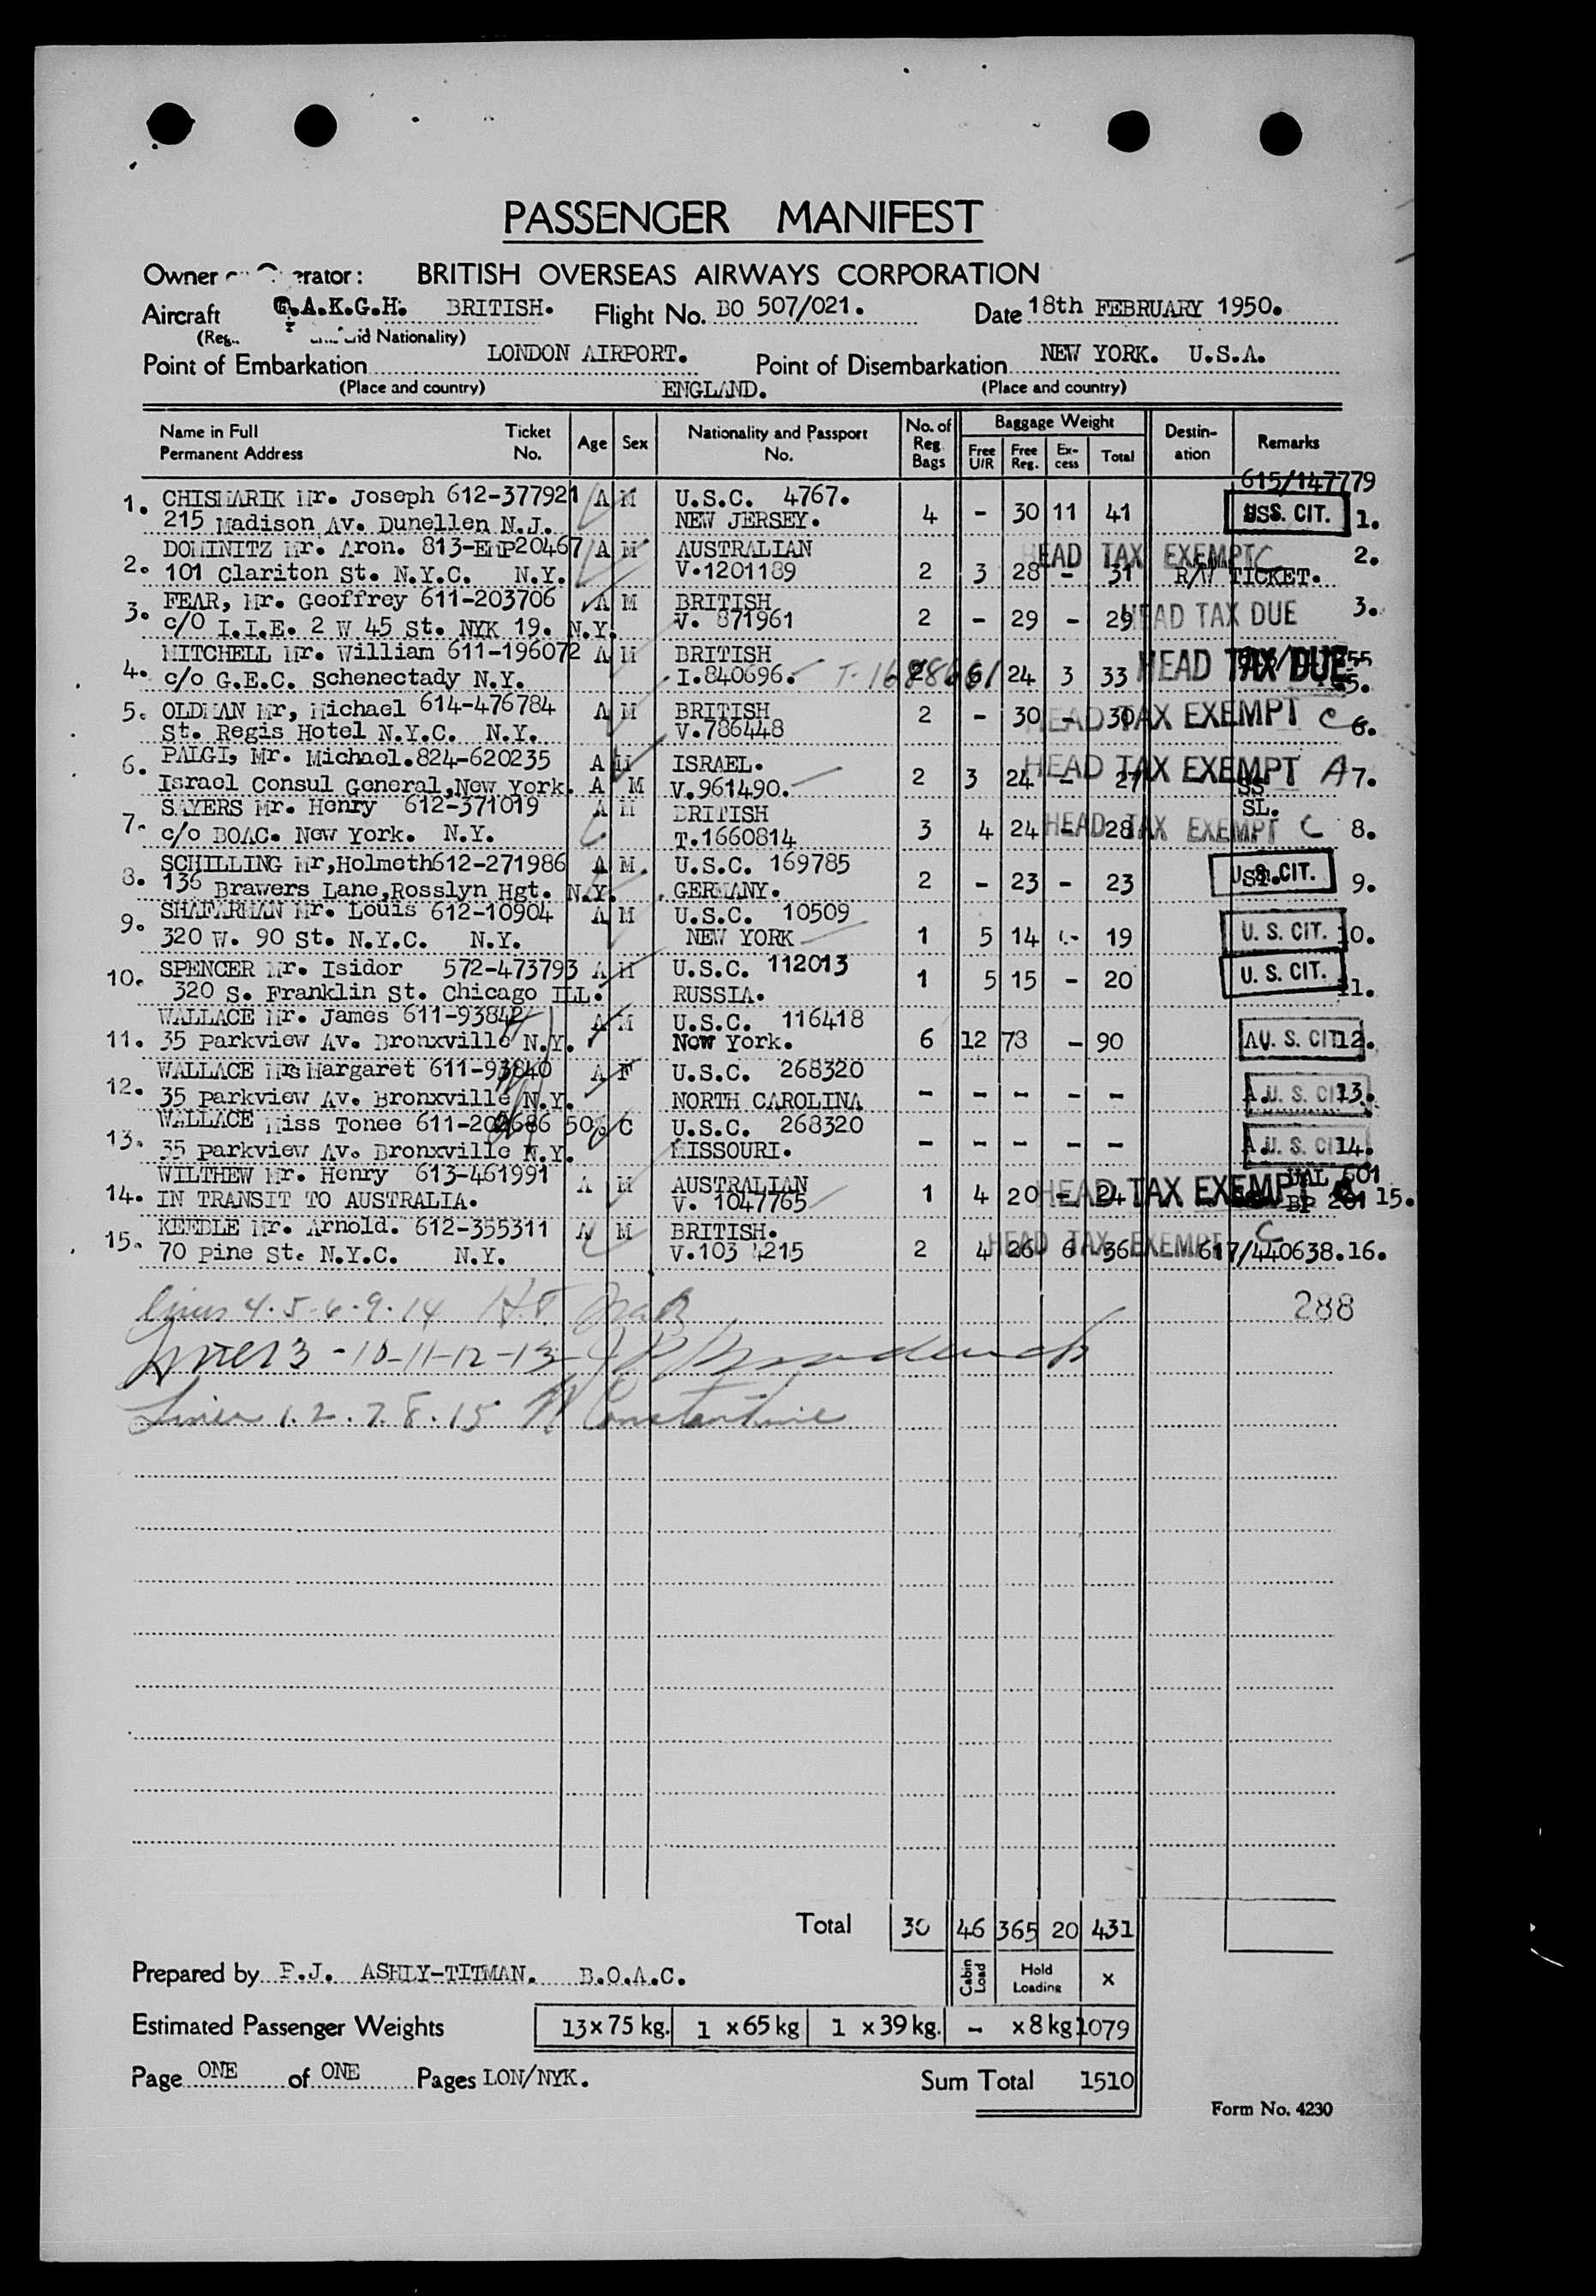 PASSENGER MANIFEST
Owner or Operator: BRITISH OVERSEAS AIRWAYS CORPORATION
Aircraft G.A.K.G.H. BRITISH. Flight No. BO 507/021. Date 18th FEBRUARY 1950.
(Reg. and Nationality)
Point of Embarkation LONDON AIRPORT. Point of Disembarkation NEW YORK. U.S.A.
(Place and country) ENGLAND. (Place and country)
Name in Full Permanent Address Ticket No. Age Sex Nationality and Passport No. No. of Reg. Bags Baggage Weight Free U/R Free Reg. Ex-cess Total Destin-ation Remarks
615/147779
1. CHISMARIK Mr. Joseph 612-377921 A M U.S.C. 4767. 4 - 30 11 41 U.S. CIT. 1.
215 Madison Av. Dunellen N.J. NEW JERSEY.
2. DOMINITZ Mr. Aron. 813-EMP20467 A M AUSTRALIAN HEAD TAX EXEMPT C 2.
101 Clariton St. N.Y.C. N.Y. V.1201189 2 3 28 - 31 R/W TICKET.
3. FEAR, Mr. Geoffrey 611-203706 A M BRITISH 2 - 29 - 29 HEAD TAX DUE 3.
c/O I.I.E. 2 W 45 St. NYK 19. N.Y. V. 871961
4. MITCHELL Mr. William 611-196072 A M BRITISH HEAD TAX DUE
c/o G.E.C. Schenectady N.Y. I.840696. T-1688661 2 6 24 3 33 5.
5. OLDMAN Mr, Michael 614-476784 A M BRITISH 2 - 30 - 30 HEAD TAX EXEMPT C 6.
St. Regis Hotel N.Y.C. N.Y. V.786448
6. PALGI, Mr. Michael. 824-620235 A M ISRAEL. 2 3 24 - 27 HEAD TAX EXEMPT A 7.
Israel Consul General, New York. A M V.961490. SS
7. SAYERS Mr. Henry 612-371019 A M BRITISH SL.
c/o BOAC. New York. N.Y. T.1660814 3 4 24 - 28 HEAD TAX EXEMPT C 8.
8. SCHILLING Mr, Holmeth 612-271986 A M. U.S.C. 169785 2 - 23 - 23 U.S. CIT. 9.
136 Brawers Lane, Rosslyn Hgt. N.Y. GERMANY.
9. SHAFARMAN Mr. Louis 612-10904 A M U.S.C. 10509 1 5 14 - 19 U. S. CIT. 10.
320 W. 90 St. N.Y.C. N.Y. NEW YORK
10. SPENCER Mr. Isidor 572-473793 A M U.S.C. 112013 1 5 15 - 20 U. S. CIT. 11.
320 S. Franklin St. Chicago ILL. RUSSIA.
11. WALLACE Mr. James 611-93842 A M U.S.C. 116418 6 12 78 - 90 U. S. CIT 12.
35 Parkview Av. Bronxville N.Y. New York.
12. WALLACE Mrs Margaret 611-93840 A F U.S.C. 268320 - - - - - A U. S. CIT 13.
35 Parkview Av. Bronxville N.Y. NORTH CAROLINA
13. WALLACE Miss Tonee 611-202686 50% C U.S.C. 268320 - - - - - A U. S. CIT 14.
35 Parkview Av. Bronxville N.Y. MISSOURI.
14. WILTHEW Mr. Henry 613-461991 A M AUSTRALIAN 1 4 20 - 24 HEAD TAX EXEMPT UAL 601
IN TRANSIT TO AUSTRALIA. V. 1047765 BP 201 15.
15. KEEDLE Mr. Arnold. 612-355311 A M BRITISH. HEAD TAX EXEMPT C
70 Pine St. N.Y.C. N.Y. V.103 4215 2 4 26 6 36 617/440638. 16.
lines 4.5.6.9.14 288
Lines 3-10-11-12-13
Lines 1.2.7.8.15 Constantine
Total 30 46 365 20 431
Prepared by P.J. ASHLY-TITMAN. B.O.A.C. Cabin Load Hold Loading x
Estimated Passenger Weights 13 x 75 kg. 1 x 65 kg 1 x 39 kg. - x 8 kg 1079
Page ONE of ONE Pages LON/NYK. Sum Total 1510
Form No. 4230